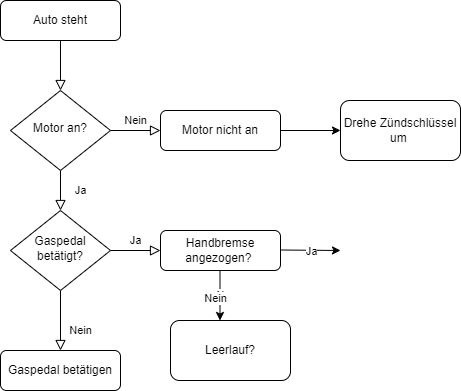 Auto steht
Motor an?
Nein
Motor nicht an
Drehe Zündschlüssel
um
Ja
Gaspedal
betätigt?
Ja
Handbremse
angezogen?
Ja
Nein
Nein
Leerlauf?
Gaspedal betätigen